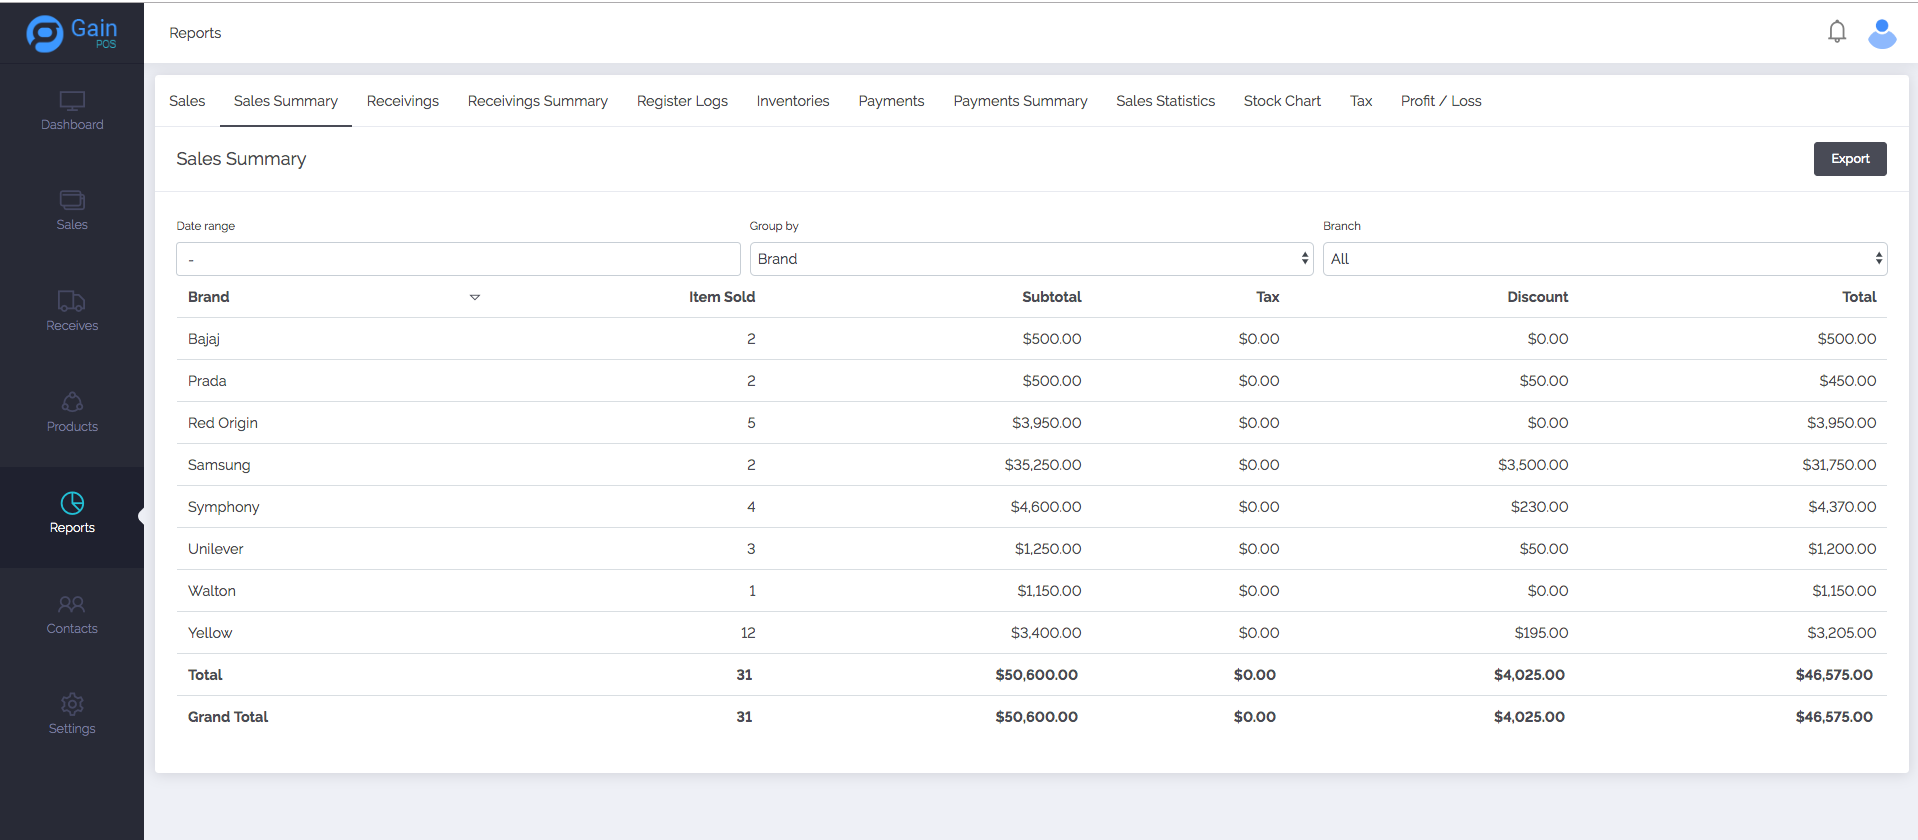 Gain
POS
Reports
Dashboard
Sales
Receives
Products
Reports
Contacts
Settings
Sales Sales Summary Receivings Receivings Summary Register Logs Inventories Payments Payments Summary Sales Statistics Stock Chart Tax Profit / Loss
Sales Summary Export
Date range Group by Branch
- Brand All
Brand Item Sold Subtotal Tax Discount Total
Bajaj 2 $500.00 $0.00 $0.00 $500.00
Prada 2 $500.00 $0.00 $50.00 $450.00
Red Origin 5 $3,950.00 $0.00 $0.00 $3,950.00
Samsung 2 $35,250.00 $0.00 $3,500.00 $31,750.00
Symphony 4 $4,600.00 $0.00 $230.00 $4,370.00
Unilever 3 $1,250.00 $0.00 $50.00 $1,200.00
Walton 1 $1,150.00 $0.00 $0.00 $1,150.00
Yellow 12 $3,400.00 $0.00 $195.00 $3,205.00
Total 31 $50,600.00 $0.00 $4,025.00 $46,575.00
Grand Total 31 $50,600.00 $0.00 $4,025.00 $46,575.00